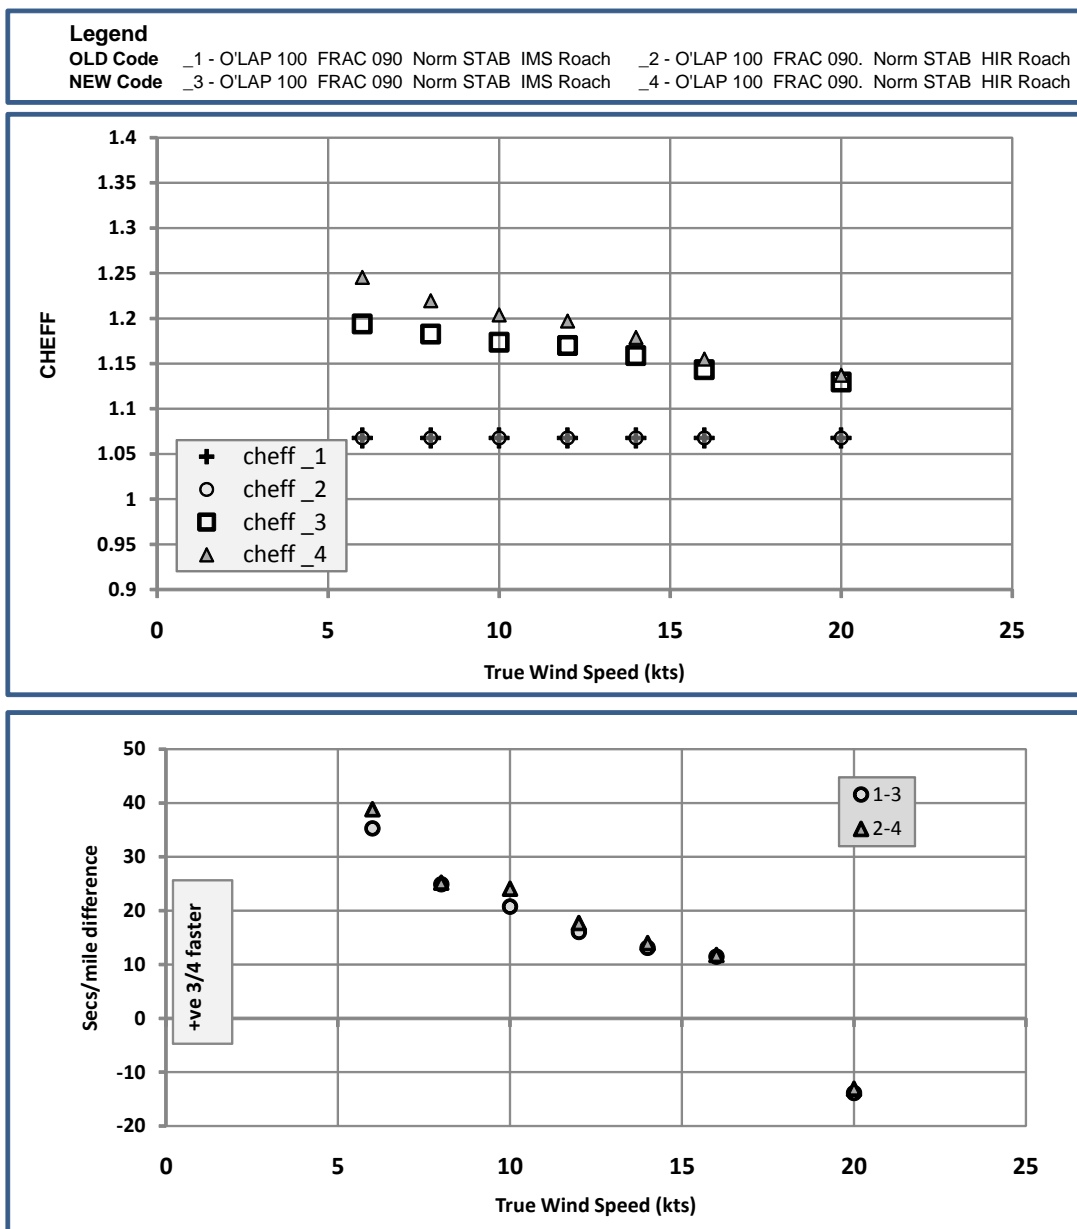 Legend
OLD Code _1 - O'LAP 100 FRAC 090 Norm STAB IMS Roach _2 - O'LAP 100 FRAC 090. Norm STAB HIR Roach
NEW Code _3 - O'LAP 100 FRAC 090 Norm STAB IMS Roach _4 - O'LAP 100 FRAC 090. Norm STAB HIR Roach
1.4
1.35
1.3
1.25
1.2
1.15
1.1
1.05
1
0.95
0.9
CHEFF
cheff _1
cheff _2
cheff _3
cheff _4
0 5 10 15 20 25
True Wind Speed (kts)
50
40
30
20
10
0
-10
-20
Secs/mile difference
+ve 3/4 faster
1-3
2-4
0 5 10 15 20 25
True Wind Speed (kts)